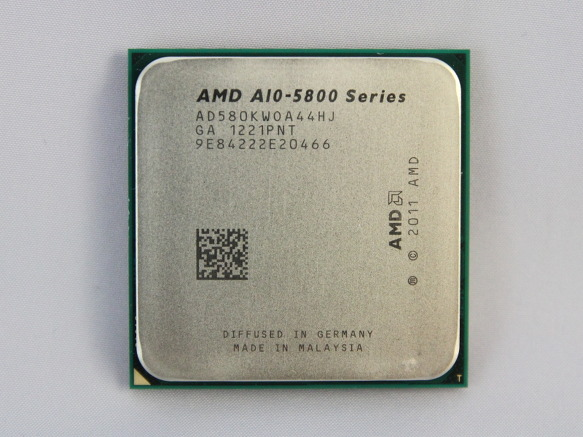 AMD A10-5800 Series
AD580KWOA44HJ
GA 1221PNT
9E84222E20466
AMD
® © 2011 AMD
DIFFUSED IN GERMANY
MADE IN MALAYSIA
T